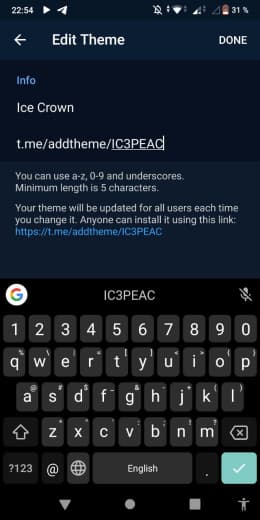 22:54
31 %
Edit Theme
DONE
Info
Ice Crown
t.me/addtheme/IC3PEAC
You can use a-z, 0-9 and underscores.
Minimum length is 5 characters.
Your theme will be updated for all users each time
you change it. Anyone can install it using this link:
https://t.me/addtheme/IC3PEAC
G
IC3PEAC
1 2 3 4 5 6 7 8 9 0
q w e r t y u i o p
a s d f g h j k l
z x c v b n m
?123 @ English .